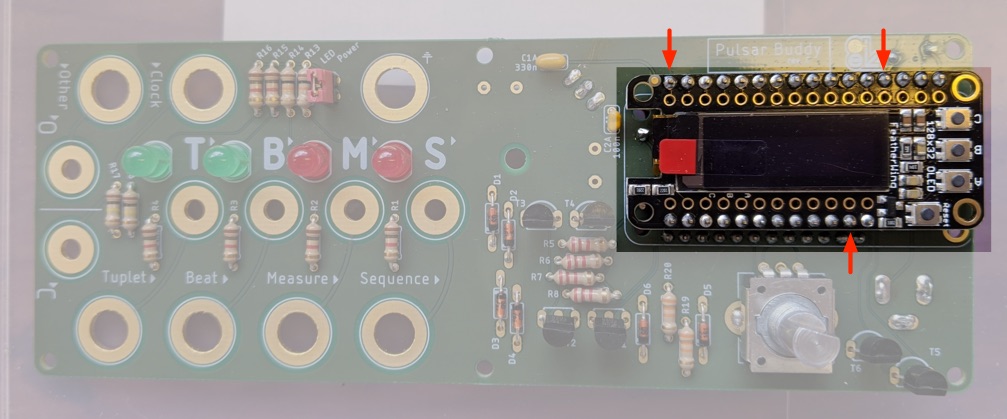 R16
R15
R14
R13
LED
Power
Other
Clock
O
C
T
B
M
S
R17
R4
R3
R2
R1
Tuplet
Beat
Measure
Sequence
C1A
330n
C2A
100n
Pulsar Buddy
128x32 OLED
FeatherWing
C
B
A
Reset
C
B
A
D1
D2
T3
T4
R5
R6
R7
R8
D3
D4
D6
R20
R19
D5
T6
T5